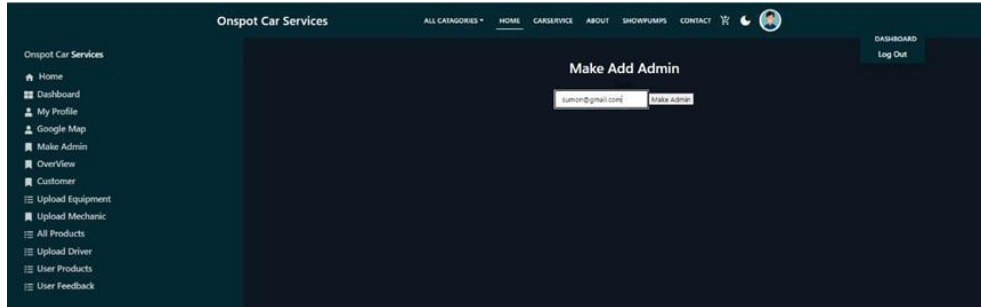 Onspot Car Services
ALL CATAGORIES HOME CARSERVICE ABOUT SHOWPUMPS CONTACT
DASHBOARD
Log Out
Onspot Car Services
Home
Dashboard
My Profile
Google Map
Make Admin
OverView
Customer
Upload Equipment
Upload Mechanic
All Products
Upload Driver
User Products
User Feedback
Make Add Admin
sumon@gmail.com Make Admin